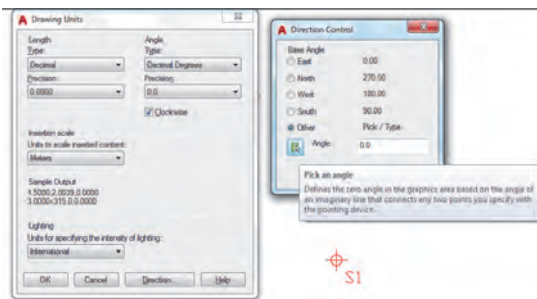 Drawing Units
Length
Type:
Decimal
Precision:
0.0000
Angle
Type:
Decimal Degrees
Precision:
0.0
Clockwise
Insertion scale
Units to scale inserted content:
Meters
Sample Output
1.5000,2.0039,0.0000
3.0000<315.0,0.0000
Lighting
Units for specifying the intensity of lighting:
International
OK Cancel Direction... Help
Direction Control
Base Angle
East 0.00
North 270.00
West 180.00
South 90.00
Other Pick / Type
Angle: 0.0
Pick an angle
Defines the zero angle in the graphics area based on the angle of
an imaginary line that connects any two points you specify with
the pointing device.
S1